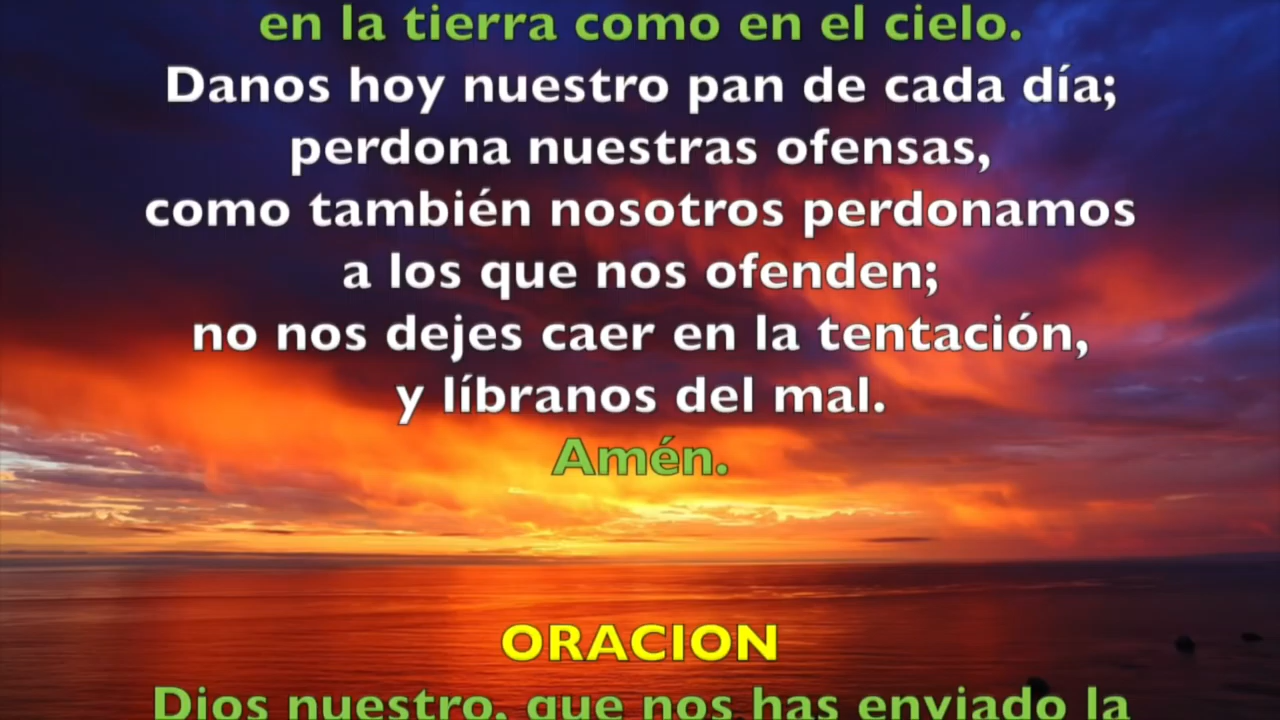 en la tierra como en el cielo.
Danos hoy nuestro pan de cada día;
perdona nuestras ofensas,
como también nosotros perdonamos
a los que nos ofenden;
no nos dejes caer en la tentación,
y líbranos del mal.
Amén.
ORACION
Dios nuestro, que nos has enviado la